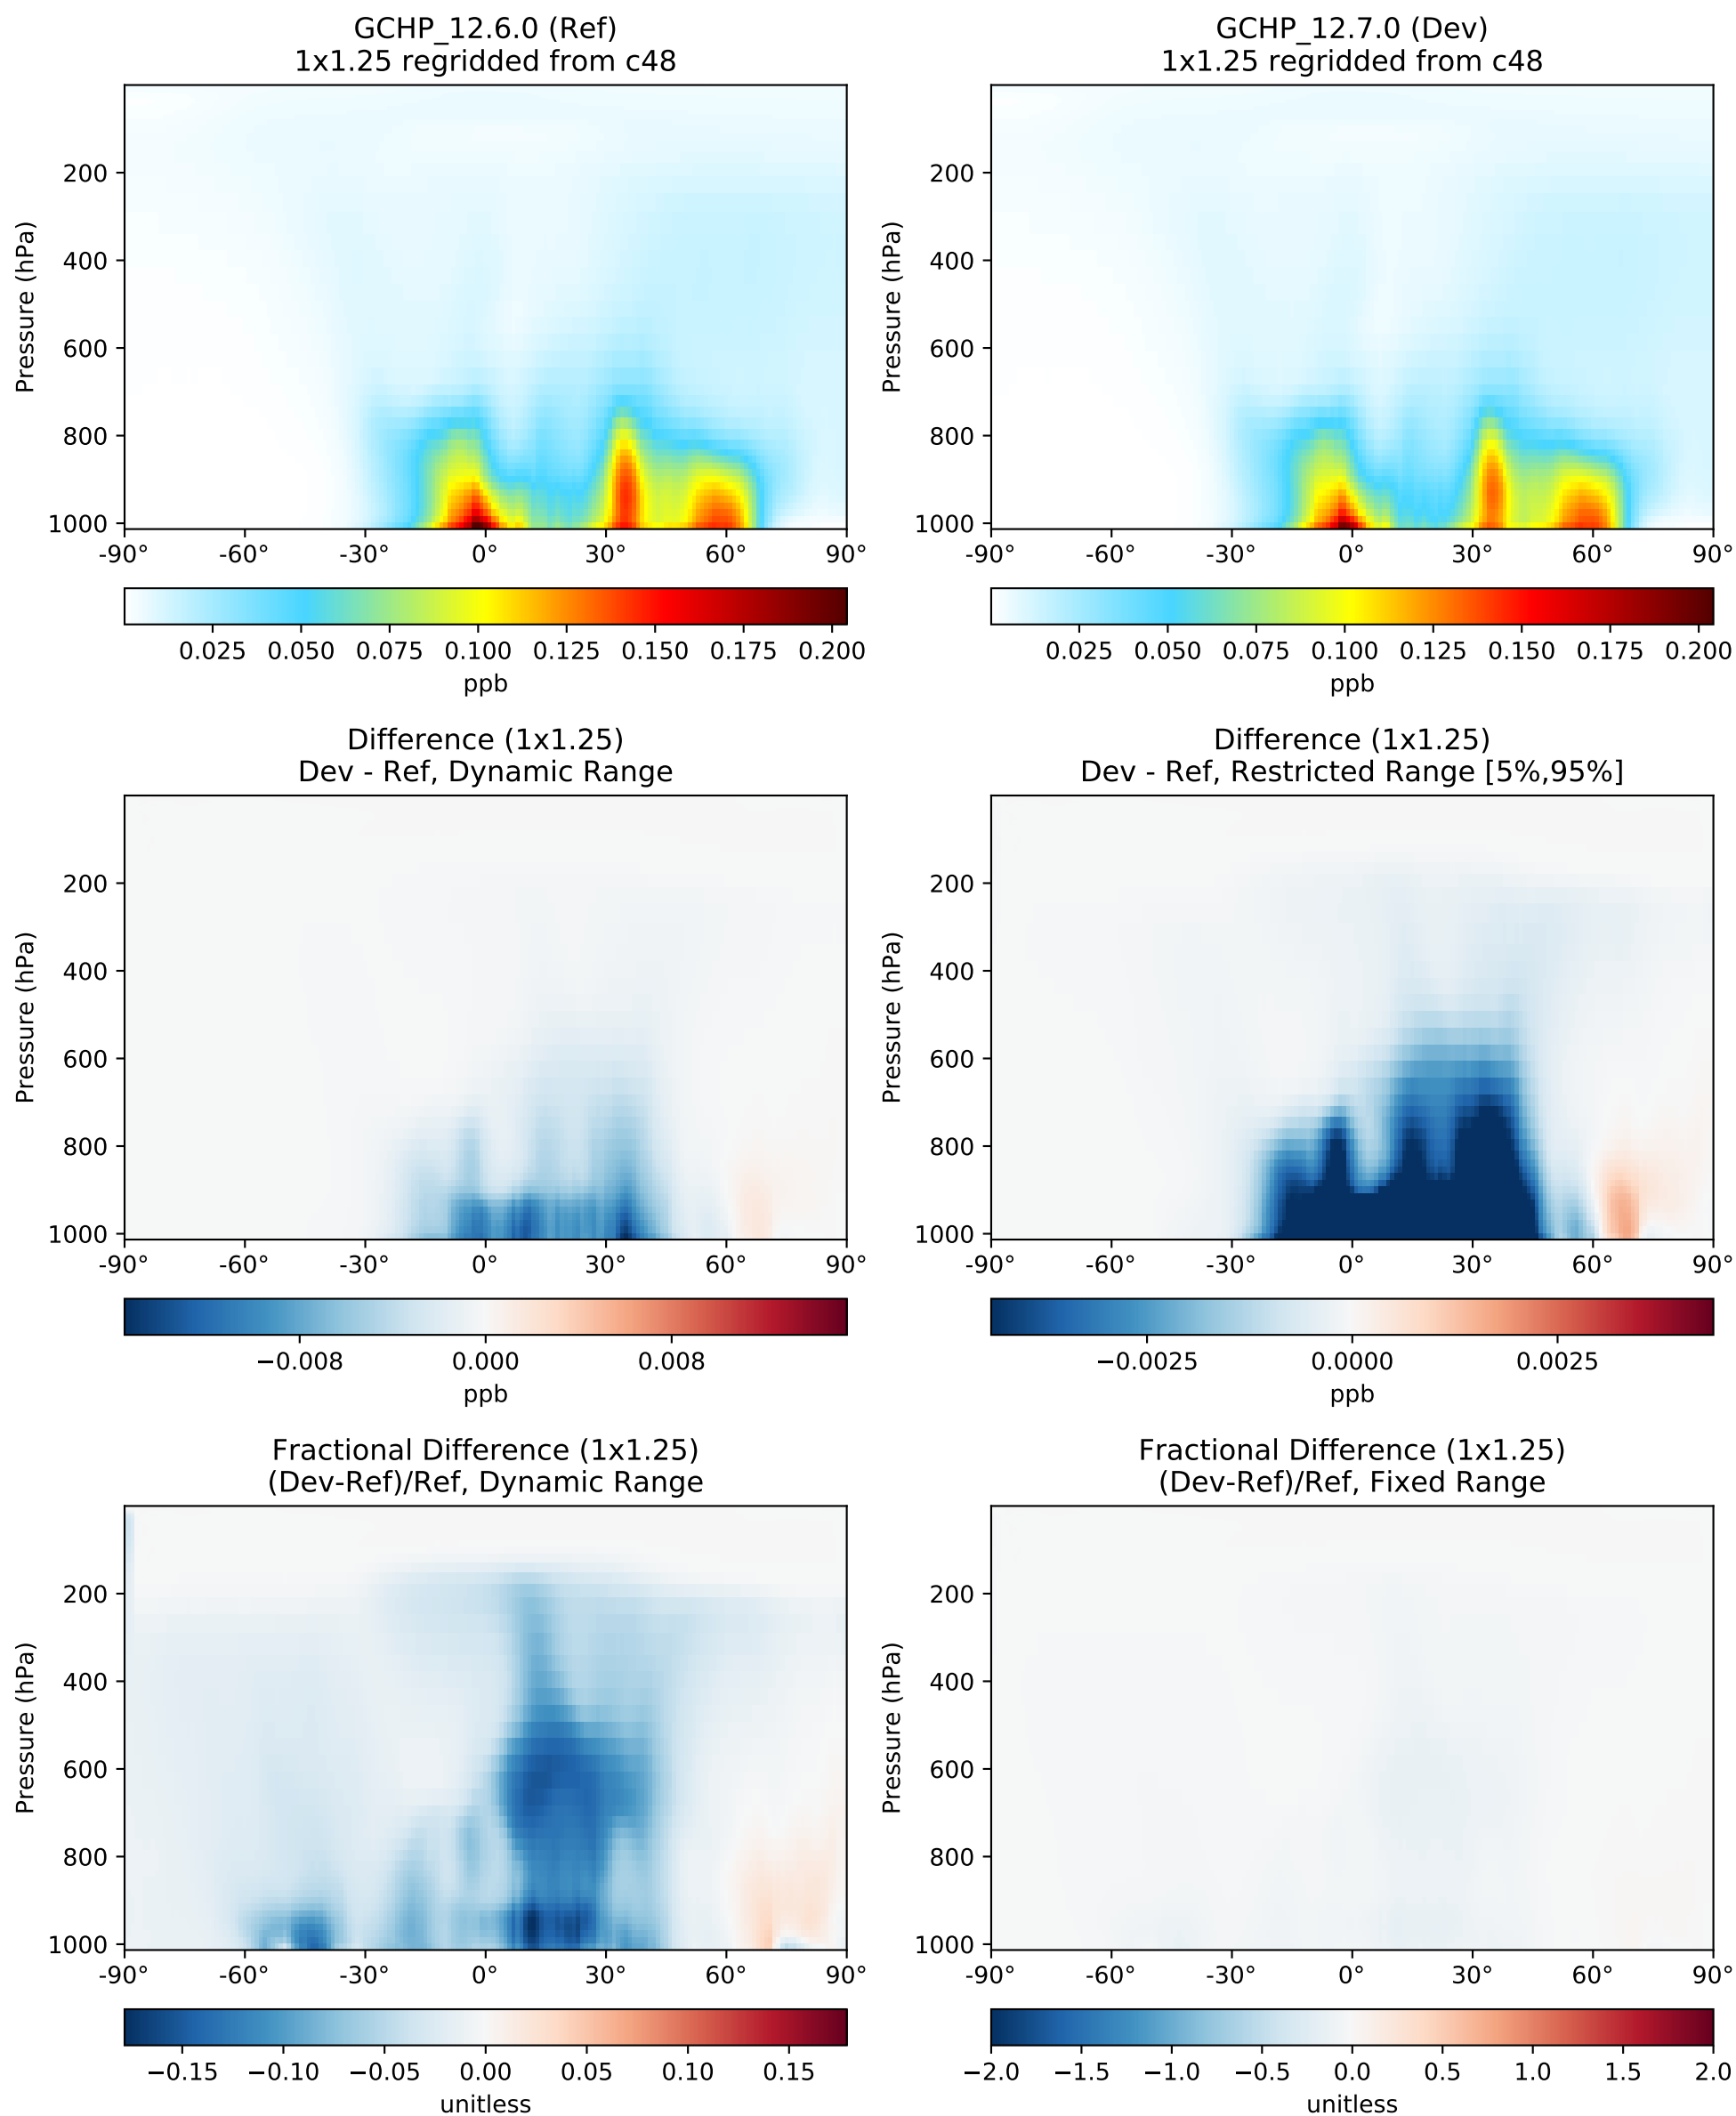 GCHP_12.6.0 (Ref)
1x1.25 regridded from c48
Pressure (hPa)
200
400
600
800
1000
-90° -60° -30° 0° 30° 60° 90°
0.025 0.050 0.075 0.100 0.125 0.150 0.175 0.200
ppb
GCHP_12.7.0 (Dev)
1x1.25 regridded from c48
Pressure (hPa)
200
400
600
800
1000
-90° -60° -30° 0° 30° 60° 90°
0.025 0.050 0.075 0.100 0.125 0.150 0.175 0.200
ppb
Difference (1x1.25)
Dev - Ref, Dynamic Range
Pressure (hPa)
200
400
600
800
1000
-90° -60° -30° 0° 30° 60° 90°
−0.008 0.000 0.008
ppb
Difference (1x1.25)
Dev - Ref, Restricted Range [5%,95%]
Pressure (hPa)
200
400
600
800
1000
-90° -60° -30° 0° 30° 60° 90°
−0.0025 0.0000 0.0025
ppb
Fractional Difference (1x1.25)
(Dev-Ref)/Ref, Dynamic Range
Pressure (hPa)
200
400
600
800
1000
-90° -60° -30° 0° 30° 60° 90°
−0.15 −0.10 −0.05 0.00 0.05 0.10 0.15
unitless
Fractional Difference (1x1.25)
(Dev-Ref)/Ref, Fixed Range
Pressure (hPa)
200
400
600
800
1000
-90° -60° -30° 0° 30° 60° 90°
−2.0 −1.5 −1.0 −0.5 0.0 0.5 1.0 1.5 2.0
unitless